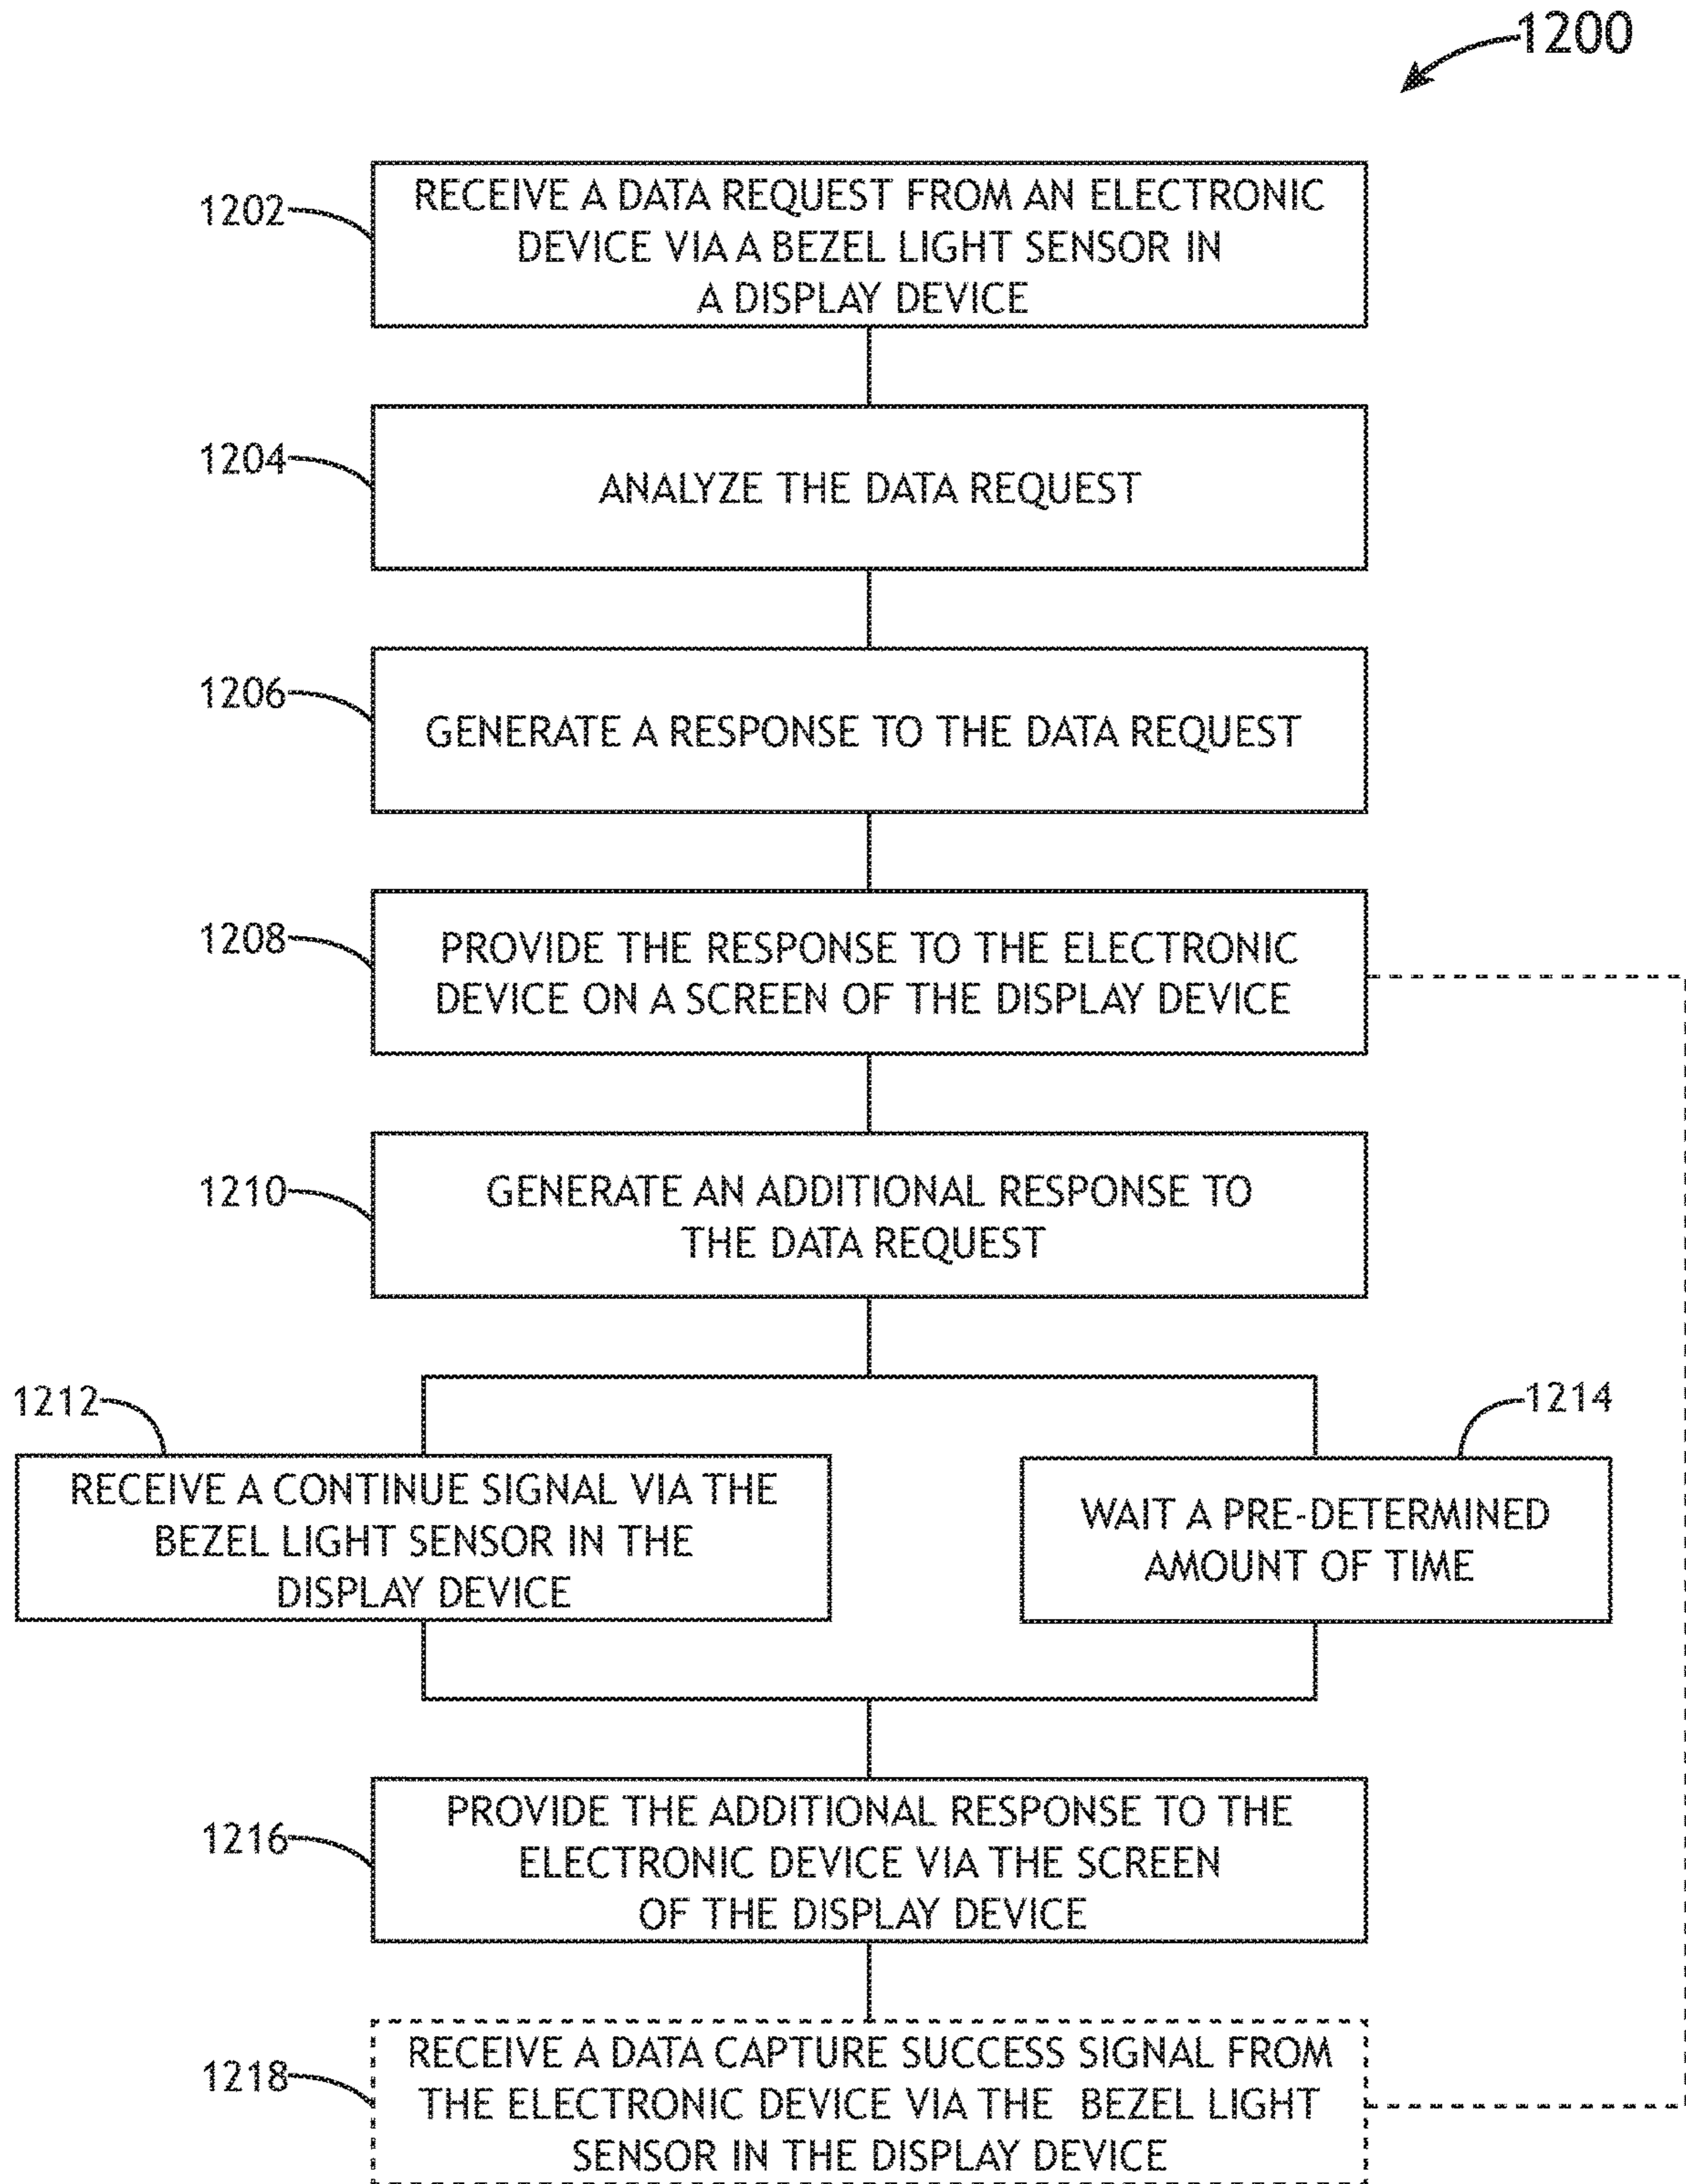 1200
1202
RECEIVE A DATA REQUEST FROM AN ELECTRONIC
DEVICE VIA A BEZEL LIGHT SENSOR IN
A DISPLAY DEVICE
1204
ANALYZE THE DATA REQUEST
1206
GENERATE A RESPONSE TO THE DATA REQUEST
1208
PROVIDE THE RESPONSE TO THE ELECTRONIC
DEVICE ON A SCREEN OF THE DISPLAY DEVICE
1210
GENERATE AN ADDITIONAL RESPONSE TO
THE DATA REQUEST
1212
RECEIVE A CONTINUE SIGNAL VIA THE
BEZEL LIGHT SENSOR IN THE
DISPLAY DEVICE
1214
WAIT A PRE-DETERMINED
AMOUNT OF TIME
1216
PROVIDE THE ADDITIONAL RESPONSE TO THE
ELECTRONIC DEVICE VIA THE SCREEN
OF THE DISPLAY DEVICE
1218
RECEIVE A DATA CAPTURE SUCCESS SIGNAL FROM
THE ELECTRONIC DEVICE VIA THE BEZEL LIGHT
SENSOR IN THE DISPLAY DEVICE